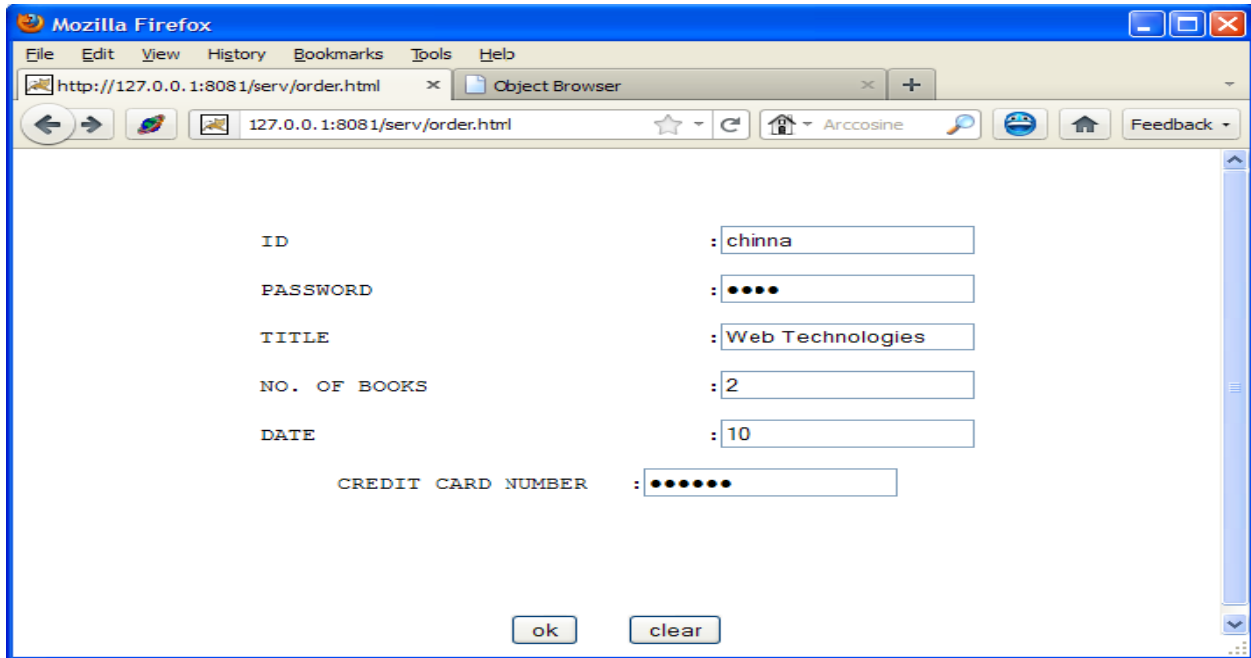 Mozilla Firefox
File Edit View History Bookmarks Tools Help
http://127.0.0.1:8081/serv/order.html Object Browser
127.0.0.1:8081/serv/order.html Arccosine Feedback
ID : chinna
PASSWORD : ••••
TITLE : Web Technologies
NO. OF BOOKS : 2
DATE : 10
CREDIT CARD NUMBER : ••••••
ok clear